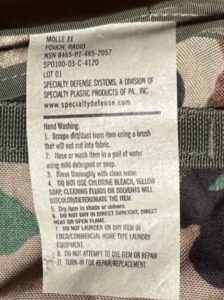 MOLLE II
POUCH, RADIO
NSN 8465-01-465-2057
SPO100-03-C-4120
LOT 01
SPECIALTY DEFENSE SYSTEMS, A DIVISION OF
SPECIALTY PLASTIC PRODUCTS OF PA, INC.
www.specialtydefense.com
Hand Washing:
1. Scrape dirt/dust from item using a brush
that will not cut into fabric.
2. Hose or wash item in a pail of water
using mild detergent or soap.
3. Rinse thoroughly with clean water.
4. DO NOT USE CHLORINE BLEACH, YELLOW
SOAP, CLEANING FLUIDS OR SOLVENTS WILL
DISCOLOR/DETERIORATE THE ITEM
5. Dry item in shade or indoors.
6. DO NOT DRY IN DIRECT SUNLIGHT, DIRECT
HEAT OR OPEN FLAME.
7. DO NOT LAUNDER OR DRY ITEM IN
FIXED/COMMERCIAL HOME TYPE LAUNDRY
EQUIPMENT.
8. DO NOT ATTEMPT TO DYE ITEM OR REPAIR
IT. TURN-IN FOR REPAIR/REPLACEMENT.